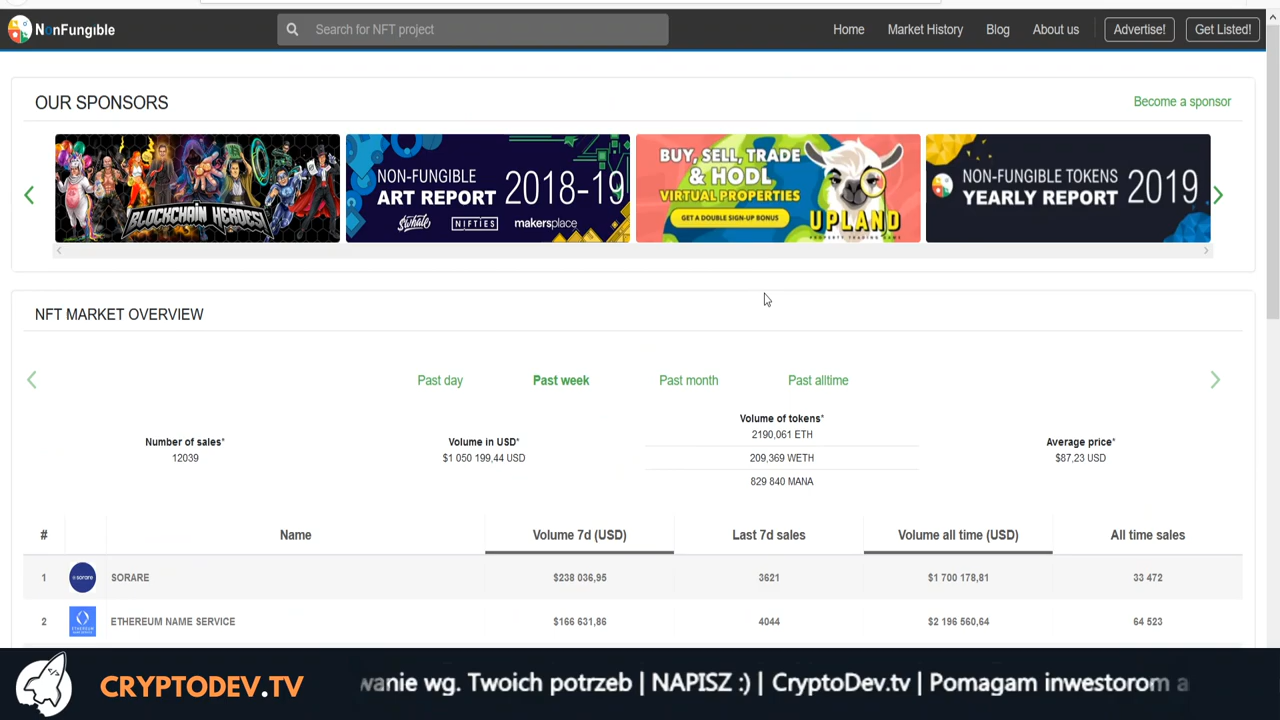 NonFungible
Search for NFT project
Home Market History Blog About us Advertise! Get Listed!
OUR SPONSORS
Become a sponsor
BLOCKCHAIN HEROES!
NON-FUNGIBLE
ART REPORT 2018-19
Whale NIFTIES makersplace
BUY, SELL, TRADE
& HODL
VIRTUAL PROPERTIES
GET A DOUBLE SIGN-UP BONUS
UPLAND
PROPERTY TRADING GAME
NON-FUNGIBLE TOKENS
YEARLY REPORT 2019
NFT MARKET OVERVIEW
Past day Past week Past month Past alltime
Number of sales*
12039
Volume in USD*
$1 050 199,44 USD
Volume of tokens*
2190,061 ETH
209,369 WETH
829 840 MANA
Average price*
$87,23 USD
# Name Volume 7d (USD) Last 7d sales Volume all time (USD) All time sales
1 sorare SORARE $238 036,95 3621 $1 700 178,81 33 472
2 ETHEREUM NAME SERVICE $166 631,86 4044 $2 196 560,64 64 523
CRYPTODEV.TV
wanie wg. Twoich potrzeb | NAPISZ :) | CryptoDev.tv | Pomagam inwestorom a